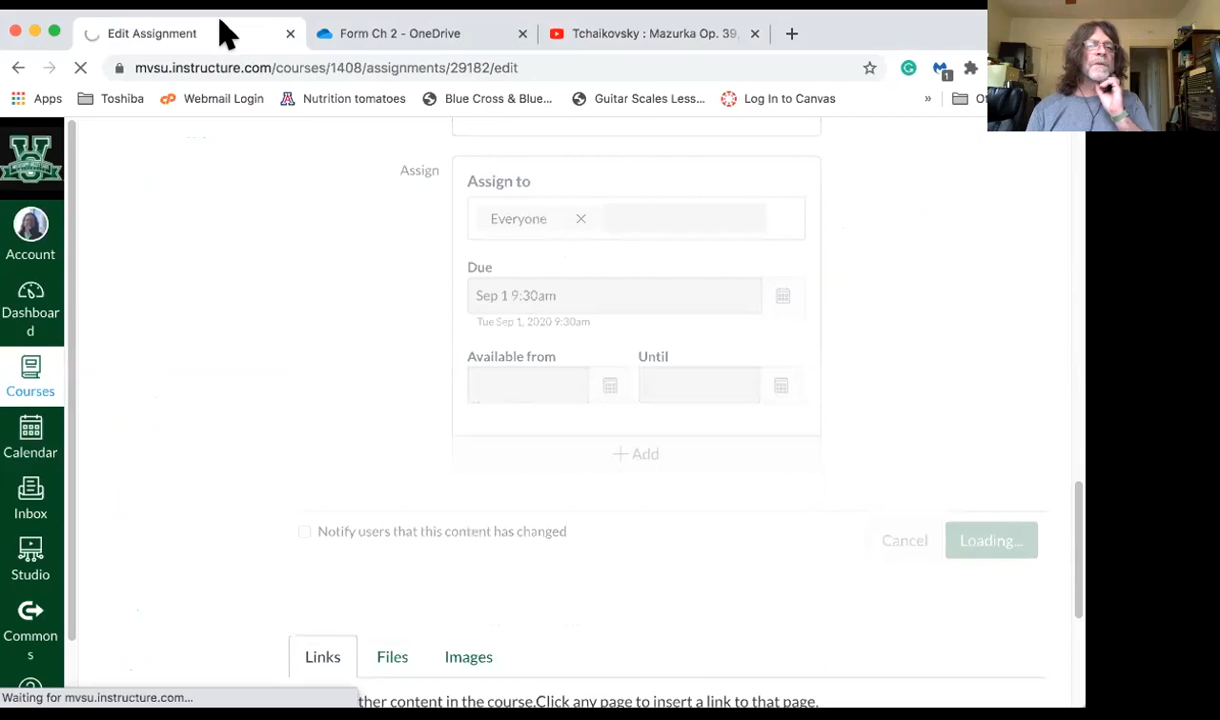 Edit Assignment
Form Ch 2 - OneDrive
Tchaikovsky : Mazurka Op. 39,
mvsu.instructure.com/courses/1408/assignments/29182/edit
1
Apps
Toshiba
Webmail Login
Nutrition tomatoes
Blue Cross & Blue...
Guitar Scales Less...
Log In to Canvas
»
Account
Dashboar
d
Courses
Calendar
Inbox
Studio
Common
s
Assign
Assign to
Everyone
Due
Sep 1 9:30am
Tue Sep 1, 2020 9:30am
Available from
Until
+ Add
Notify users that this content has changed
Cancel
Loading...
Links
Files
Images
ther content in the course.Click any page to insert a link to that page.
Waiting for mvsu.instructure.com...